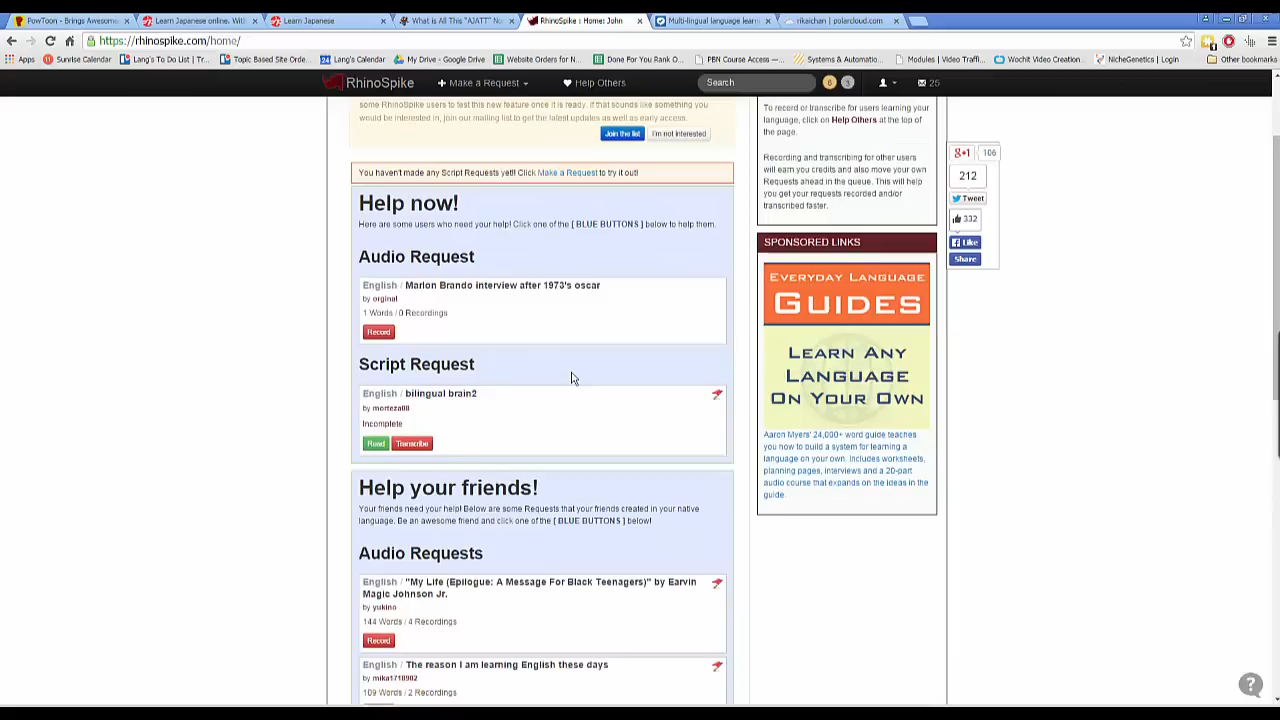 PowToon - Brings Awesome
Learn Japanese online. With
Learn Japanese
What is All This "AJATT" Non
RhinoSpike : Home: John
Multi-lingual language learn
rikaichan | polarcloud.com
https://rhinospike.com/home/
Apps
Sunrise Calendar
Lang's To Do List | Tr...
Topic Based Site Orde...
Lang's Calendar
My Drive - Google Drive
Website Orders for N...
Done For You Rank O...
PBN Course Access —...
Systems & Automatio...
Modules | Video Traffi...
Wochit Video Creation...
NicheGenetics | Login
Other bookmarks
RhinoSpike
Make a Request
Help Others
Search
6
25
some RhinoSpike users to test this new feature once it is ready. If that sounds like something you
would be interested in, join our mailing list to get the latest updates as well as early access.
Join the list
I'm not interested
You haven't made any Script Requests yet! Click Make a Request to try it out!
Help now!
Here are some users who need your help! Click one of the [ BLUE BUTTONS ] below to help them.
Audio Request
English / Marlon Brando interview after 1973's oscar
by orginal
1 Words / 0 Recordings
Record
Script Request
English / bilingual brain2
by morteza88
Incomplete
Read
Transcribe
Help your friends!
Your friends need your help! Below are some Requests that your friends created in your native
language. Be an awesome friend and click one of the [ BLUE BUTTONS ] below!
Audio Requests
English / "My Life (Epilogue: A Message For Black Teenagers)" by Earvin
Magic Johnson Jr.
by yukino
144 Words / 4 Recordings
Record
English / The reason I am learning English these days
by mika1718902
109 Words / 2 Recordings
To record or transcribe for users learning your
language, click on Help Others at the top of
the page.
Recording and transcribing for other users
will earn you credits and also move your own
Requests ahead in the queue. This will help
you get your requests recorded and/or
transcribed faster.
SPONSORED LINKS
EVERYDAY LANGUAGE
GUIDES
LEARN ANY
LANGUAGE
ON YOUR OWN
Aaron Myers' 24,000+ word guide teaches
you how to build a system for learning a
language on your own. Includes worksheets,
planning pages, interviews and a 20-part
audio course that expands on the ideas in the
guide.
g+1
106
212
Tweet
332
Like
Share
?